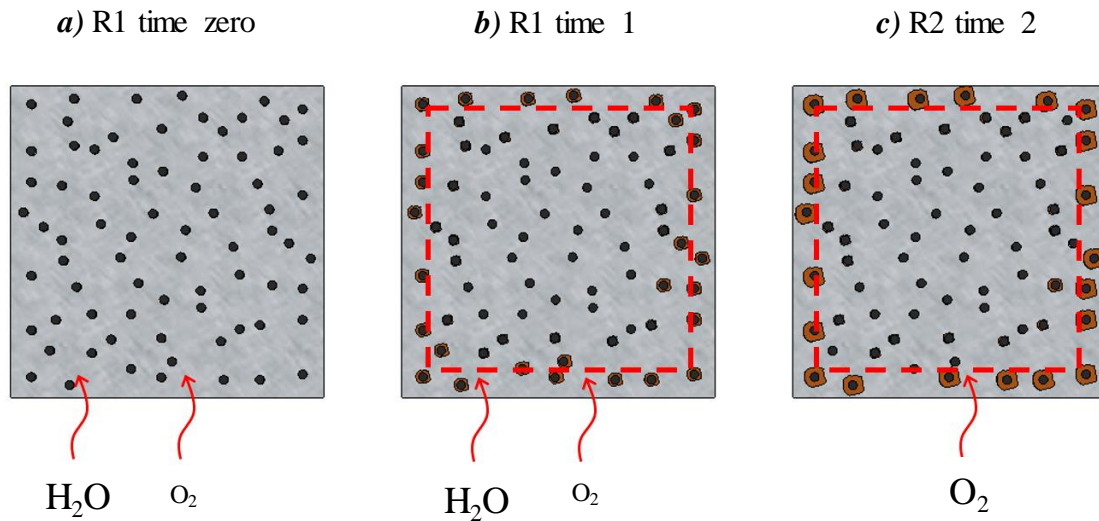 a) R1 time zero
b) R1 time 1
c) R2 time 2
H₂O
O₂
H₂O
O₂
O₂